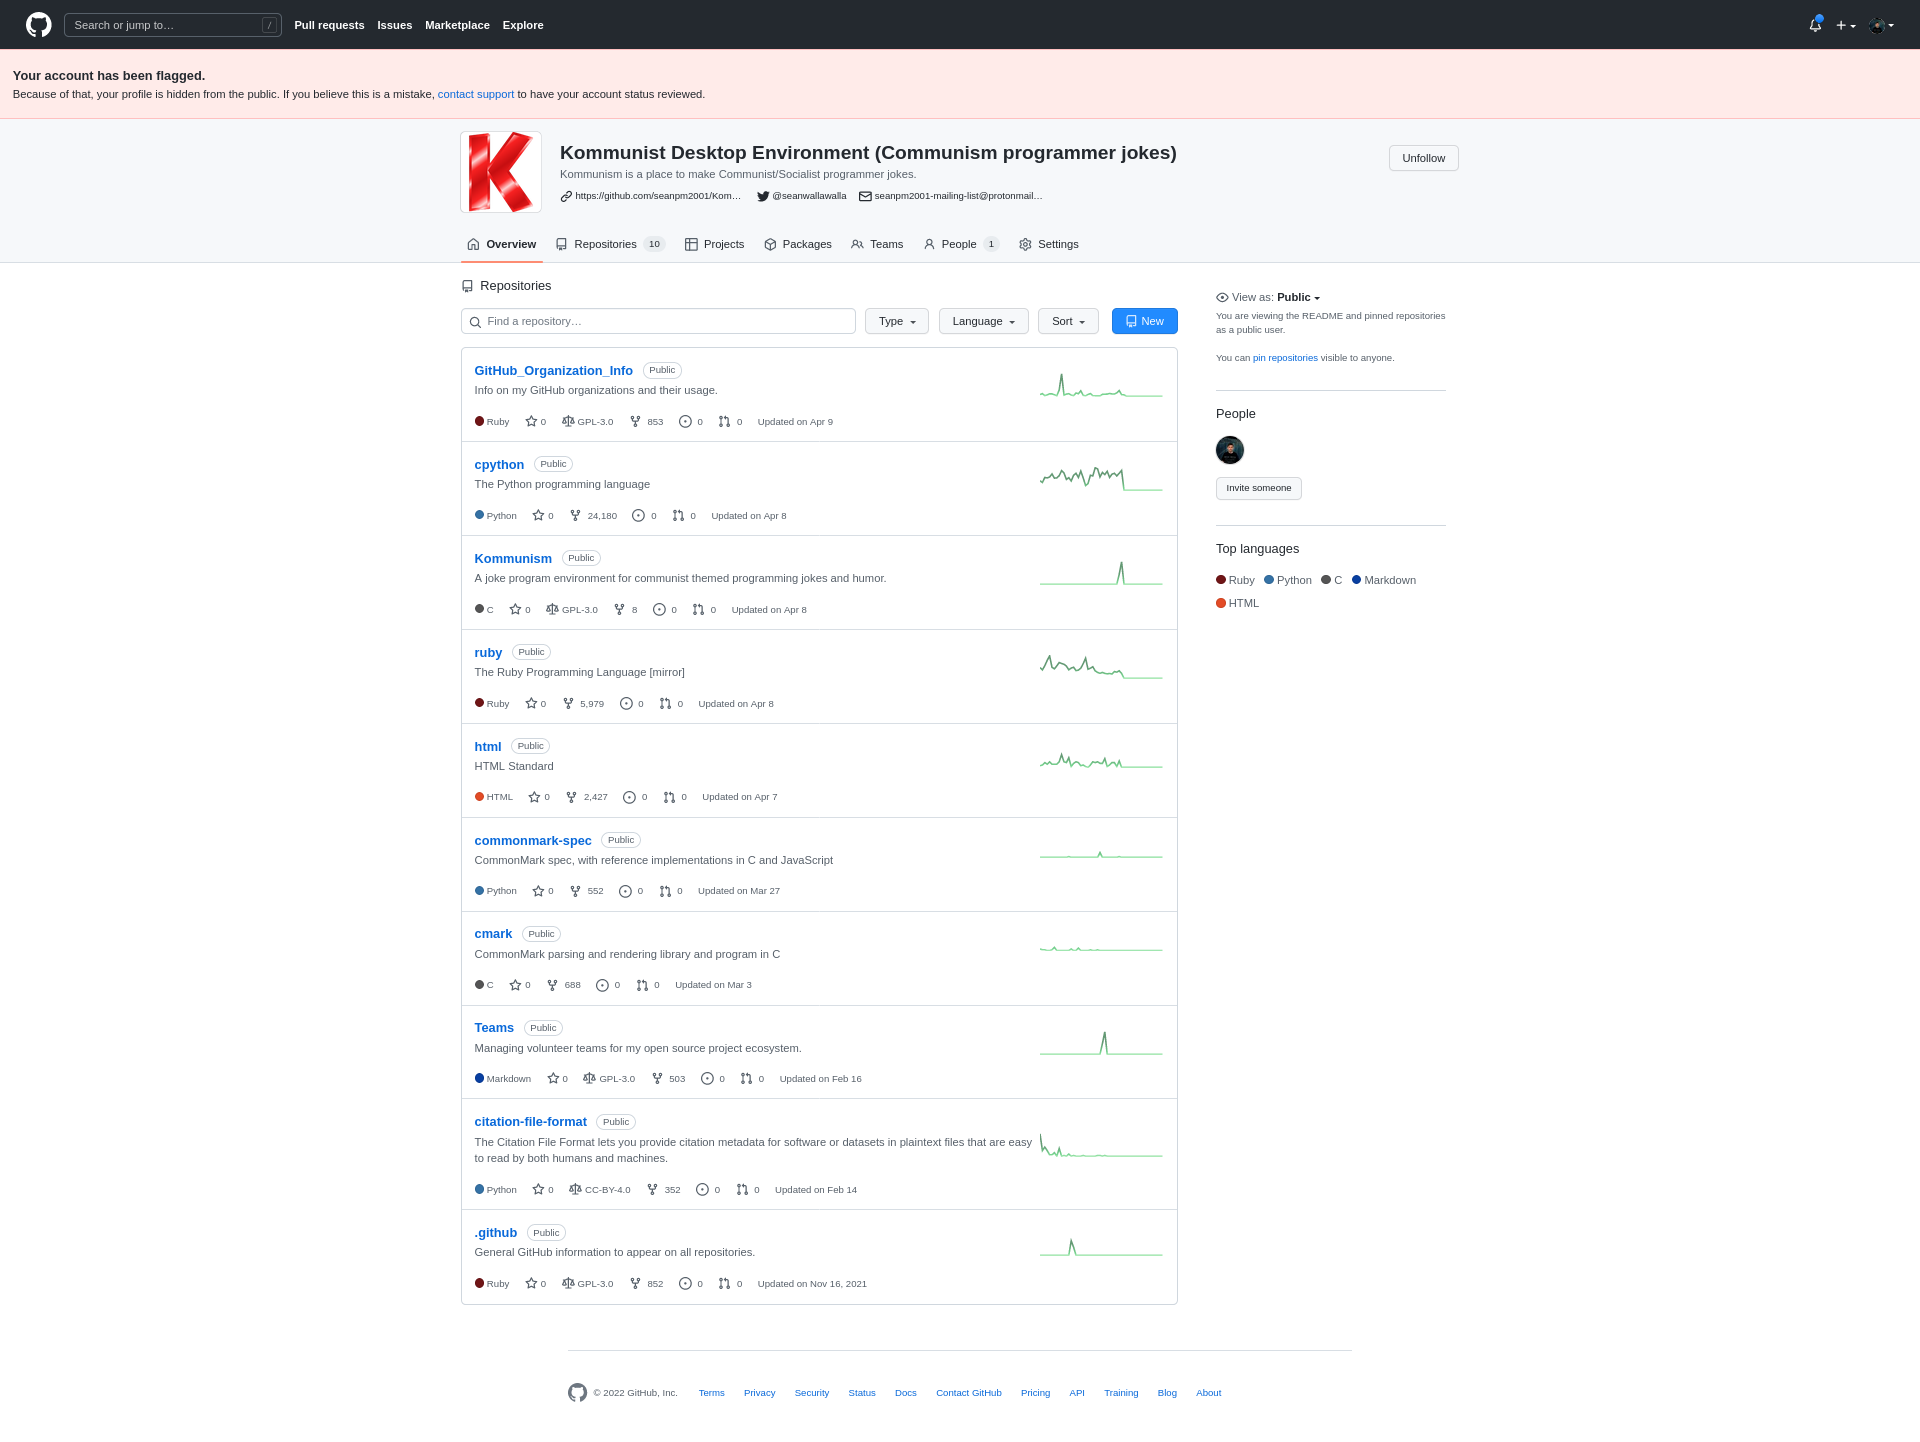 Search or jump to… /
Pull requests Issues Marketplace Explore
Your account has been flagged.
Because of that, your profile is hidden from the public. If you believe this is a mistake, contact support to have your account status reviewed.
K
Kommunist Desktop Environment (Communism programmer jokes)
Kommunism is a place to make Communist/Socialist programmer jokes.
https://github.com/seanpm2001/Kom… @seanwallawalla seanpm2001-mailing-list@protonmail…
Unfollow
Overview Repositories 10 Projects Packages Teams People 1 Settings
Repositories
Find a repository… Type Language Sort New
GitHub_Organization_Info Public
Info on my GitHub organizations and their usage.
Ruby 0 GPL-3.0 853 0 0 Updated on Apr 9
cpython Public
The Python programming language
Python 0 24,180 0 0 Updated on Apr 8
Kommunism Public
A joke program environment for communist themed programming jokes and humor.
C 0 GPL-3.0 8 0 0 Updated on Apr 8
ruby Public
The Ruby Programming Language [mirror]
Ruby 0 5,979 0 0 Updated on Apr 8
html Public
HTML Standard
HTML 0 2,427 0 0 Updated on Apr 7
commonmark-spec Public
CommonMark spec, with reference implementations in C and JavaScript
Python 0 552 0 0 Updated on Mar 27
cmark Public
CommonMark parsing and rendering library and program in C
C 0 688 0 0 Updated on Mar 3
Teams Public
Managing volunteer teams for my open source project ecosystem.
Markdown 0 GPL-3.0 503 0 0 Updated on Feb 16
citation-file-format Public
The Citation File Format lets you provide citation metadata for software or datasets in plaintext files that are easy
to read by both humans and machines.
Python 0 CC-BY-4.0 352 0 0 Updated on Feb 14
.github Public
General GitHub information to appear on all repositories.
Ruby 0 GPL-3.0 852 0 0 Updated on Nov 16, 2021
View as: Public
You are viewing the README and pinned repositories
as a public user.
You can pin repositories visible to anyone.
People
Invite someone
Top languages
Ruby Python C Markdown
HTML
© 2022 GitHub, Inc. Terms Privacy Security Status Docs Contact GitHub Pricing API Training Blog About